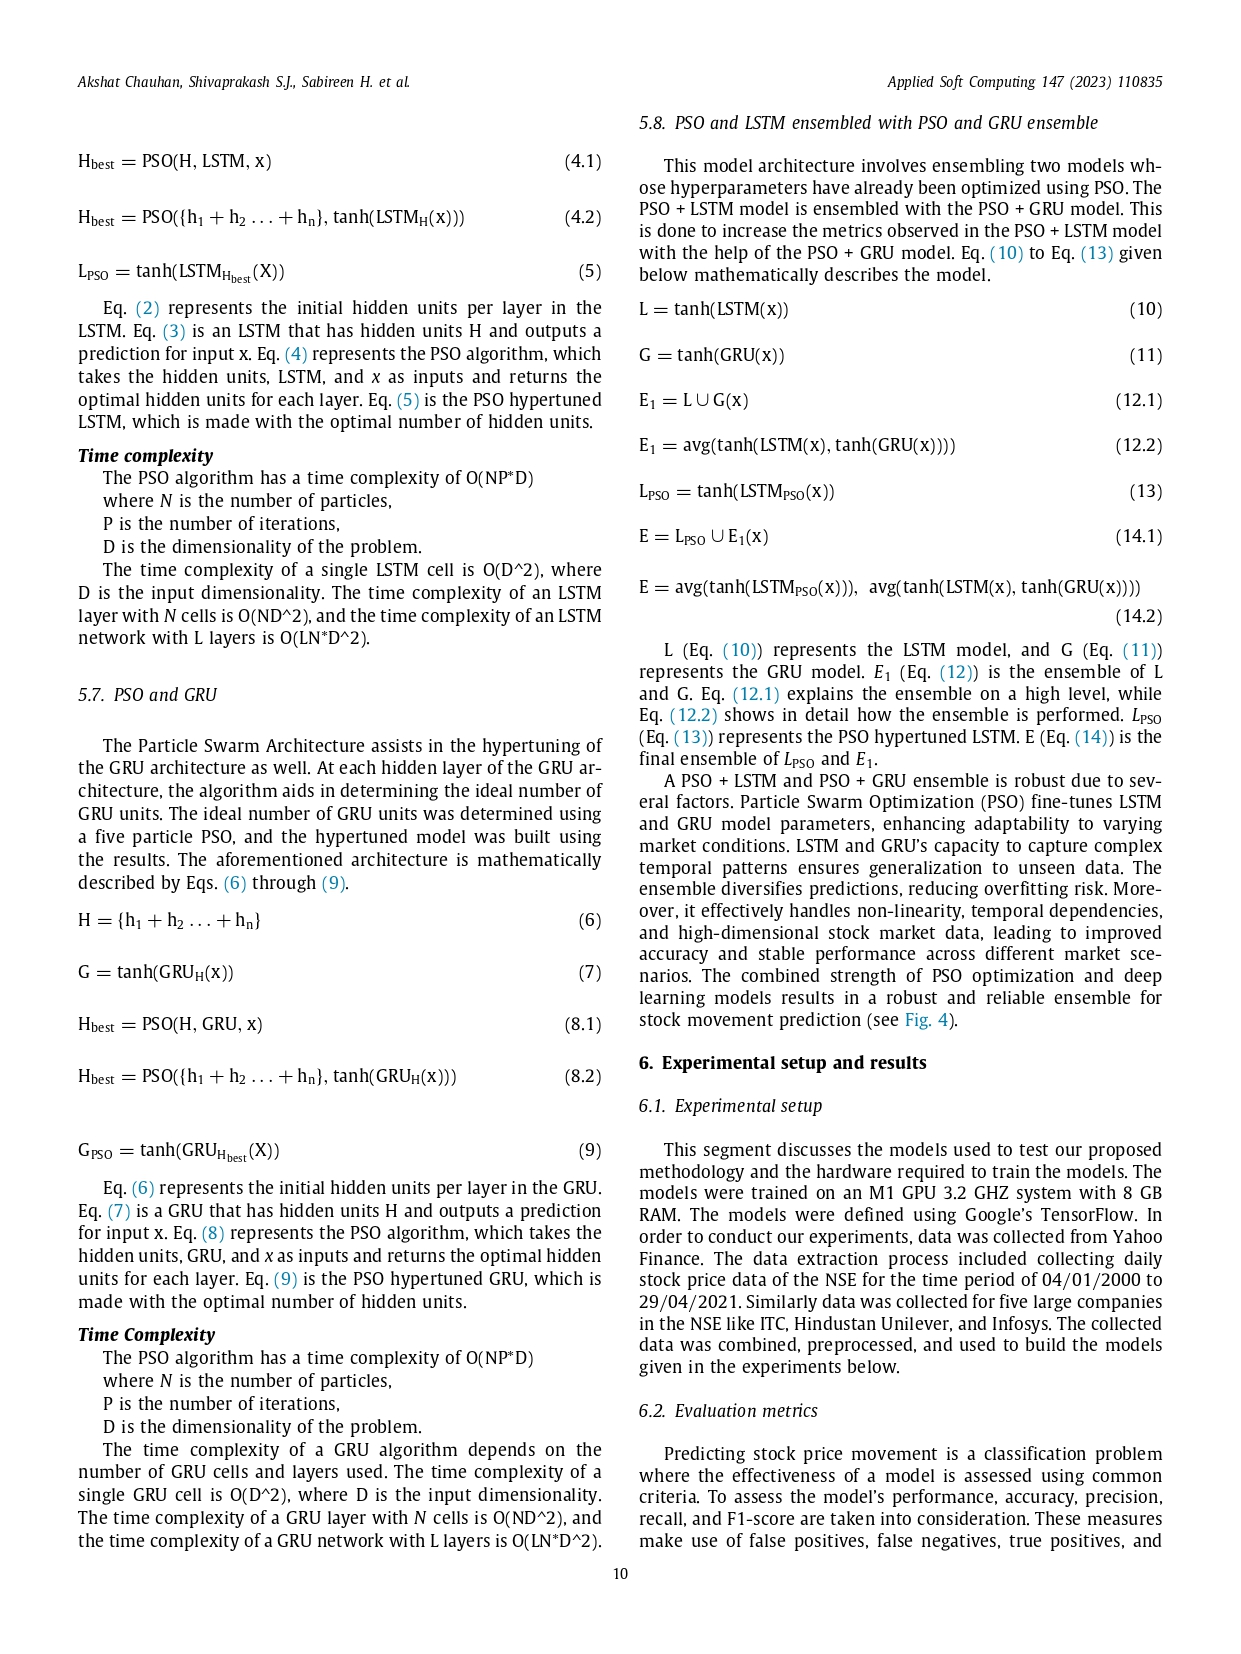 Akshat Chauhan, Shivaprakash S.J., Sabireen H. et al.
Applied Soft Computing 147 (2023) 110835
H_best = PSO(H, LSTM, x) (4.1)
H_best = PSO({h_1 + h_2 . . . + h_n}, tanh(LSTM_H(x))) (4.2)
L_PSO = tanh(LSTM_H_best(X)) (5)
Eq. (2) represents the initial hidden units per layer in the
LSTM. Eq. (3) is an LSTM that has hidden units H and outputs a
prediction for input x. Eq. (4) represents the PSO algorithm, which
takes the hidden units, LSTM, and x as inputs and returns the
optimal hidden units for each layer. Eq. (5) is the PSO hypertuned
LSTM, which is made with the optimal number of hidden units.
Time complexity
The PSO algorithm has a time complexity of O(NP*D)
where N is the number of particles,
P is the number of iterations,
D is the dimensionality of the problem.
The time complexity of a single LSTM cell is O(D^2), where
D is the input dimensionality. The time complexity of an LSTM
layer with N cells is O(ND^2), and the time complexity of an LSTM
network with L layers is O(LN*D^2).
5.7. PSO and GRU
The Particle Swarm Architecture assists in the hypertuning of
the GRU architecture as well. At each hidden layer of the GRU ar-
chitecture, the algorithm aids in determining the ideal number of
GRU units. The ideal number of GRU units was determined using
a five particle PSO, and the hypertuned model was built using
the results. The aforementioned architecture is mathematically
described by Eqs. (6) through (9).
H = {h_1 + h_2 . . . + h_n} (6)
G = tanh(GRU_H(x)) (7)
H_best = PSO(H, GRU, x) (8.1)
H_best = PSO({h_1 + h_2 . . . + h_n}, tanh(GRU_H(x))) (8.2)
G_PSO = tanh(GRU_H_best(X)) (9)
Eq. (6) represents the initial hidden units per layer in the GRU.
Eq. (7) is a GRU that has hidden units H and outputs a prediction
for input x. Eq. (8) represents the PSO algorithm, which takes the
hidden units, GRU, and x as inputs and returns the optimal hidden
units for each layer. Eq. (9) is the PSO hypertuned GRU, which is
made with the optimal number of hidden units.
Time Complexity
The PSO algorithm has a time complexity of O(NP*D)
where N is the number of particles,
P is the number of iterations,
D is the dimensionality of the problem.
The time complexity of a GRU algorithm depends on the
number of GRU cells and layers used. The time complexity of a
single GRU cell is O(D^2), where D is the input dimensionality.
The time complexity of a GRU layer with N cells is O(ND^2), and
the time complexity of a GRU network with L layers is O(LN*D^2).
5.8. PSO and LSTM ensembled with PSO and GRU ensemble
This model architecture involves ensembling two models wh-
ose hyperparameters have already been optimized using PSO. The
PSO + LSTM model is ensembled with the PSO + GRU model. This
is done to increase the metrics observed in the PSO + LSTM model
with the help of the PSO + GRU model. Eq. (10) to Eq. (13) given
below mathematically describes the model.
L = tanh(LSTM(x)) (10)
G = tanh(GRU(x)) (11)
E_1 = L ∪ G(x) (12.1)
E_1 = avg(tanh(LSTM(x), tanh(GRU(x)))) (12.2)
L_PSO = tanh(LSTM_PSO(x)) (13)
E = L_PSO ∪ E_1(x) (14.1)
E = avg(tanh(LSTM_PSO(x))), avg(tanh(LSTM(x), tanh(GRU(x))))
(14.2)
L (Eq. (10)) represents the LSTM model, and G (Eq. (11))
represents the GRU model. E_1 (Eq. (12)) is the ensemble of L
and G. Eq. (12.1) explains the ensemble on a high level, while
Eq. (12.2) shows in detail how the ensemble is performed. L_PSO
(Eq. (13)) represents the PSO hypertuned LSTM. E (Eq. (14)) is the
final ensemble of L_PSO and E_1.
A PSO + LSTM and PSO + GRU ensemble is robust due to sev-
eral factors. Particle Swarm Optimization (PSO) fine-tunes LSTM
and GRU model parameters, enhancing adaptability to varying
market conditions. LSTM and GRU's capacity to capture complex
temporal patterns ensures generalization to unseen data. The
ensemble diversifies predictions, reducing overfitting risk. More-
over, it effectively handles non-linearity, temporal dependencies,
and high-dimensional stock market data, leading to improved
accuracy and stable performance across different market sce-
narios. The combined strength of PSO optimization and deep
learning models results in a robust and reliable ensemble for
stock movement prediction (see Fig. 4).
6. Experimental setup and results
6.1. Experimental setup
This segment discusses the models used to test our proposed
methodology and the hardware required to train the models. The
models were trained on an M1 GPU 3.2 GHZ system with 8 GB
RAM. The models were defined using Google's TensorFlow. In
order to conduct our experiments, data was collected from Yahoo
Finance. The data extraction process included collecting daily
stock price data of the NSE for the time period of 04/01/2000 to
29/04/2021. Similarly data was collected for five large companies
in the NSE like ITC, Hindustan Unilever, and Infosys. The collected
data was combined, preprocessed, and used to build the models
given in the experiments below.
6.2. Evaluation metrics
Predicting stock price movement is a classification problem
where the effectiveness of a model is assessed using common
criteria. To assess the model's performance, accuracy, precision,
recall, and F1-score are taken into consideration. These measures
make use of false positives, false negatives, true positives, and
10